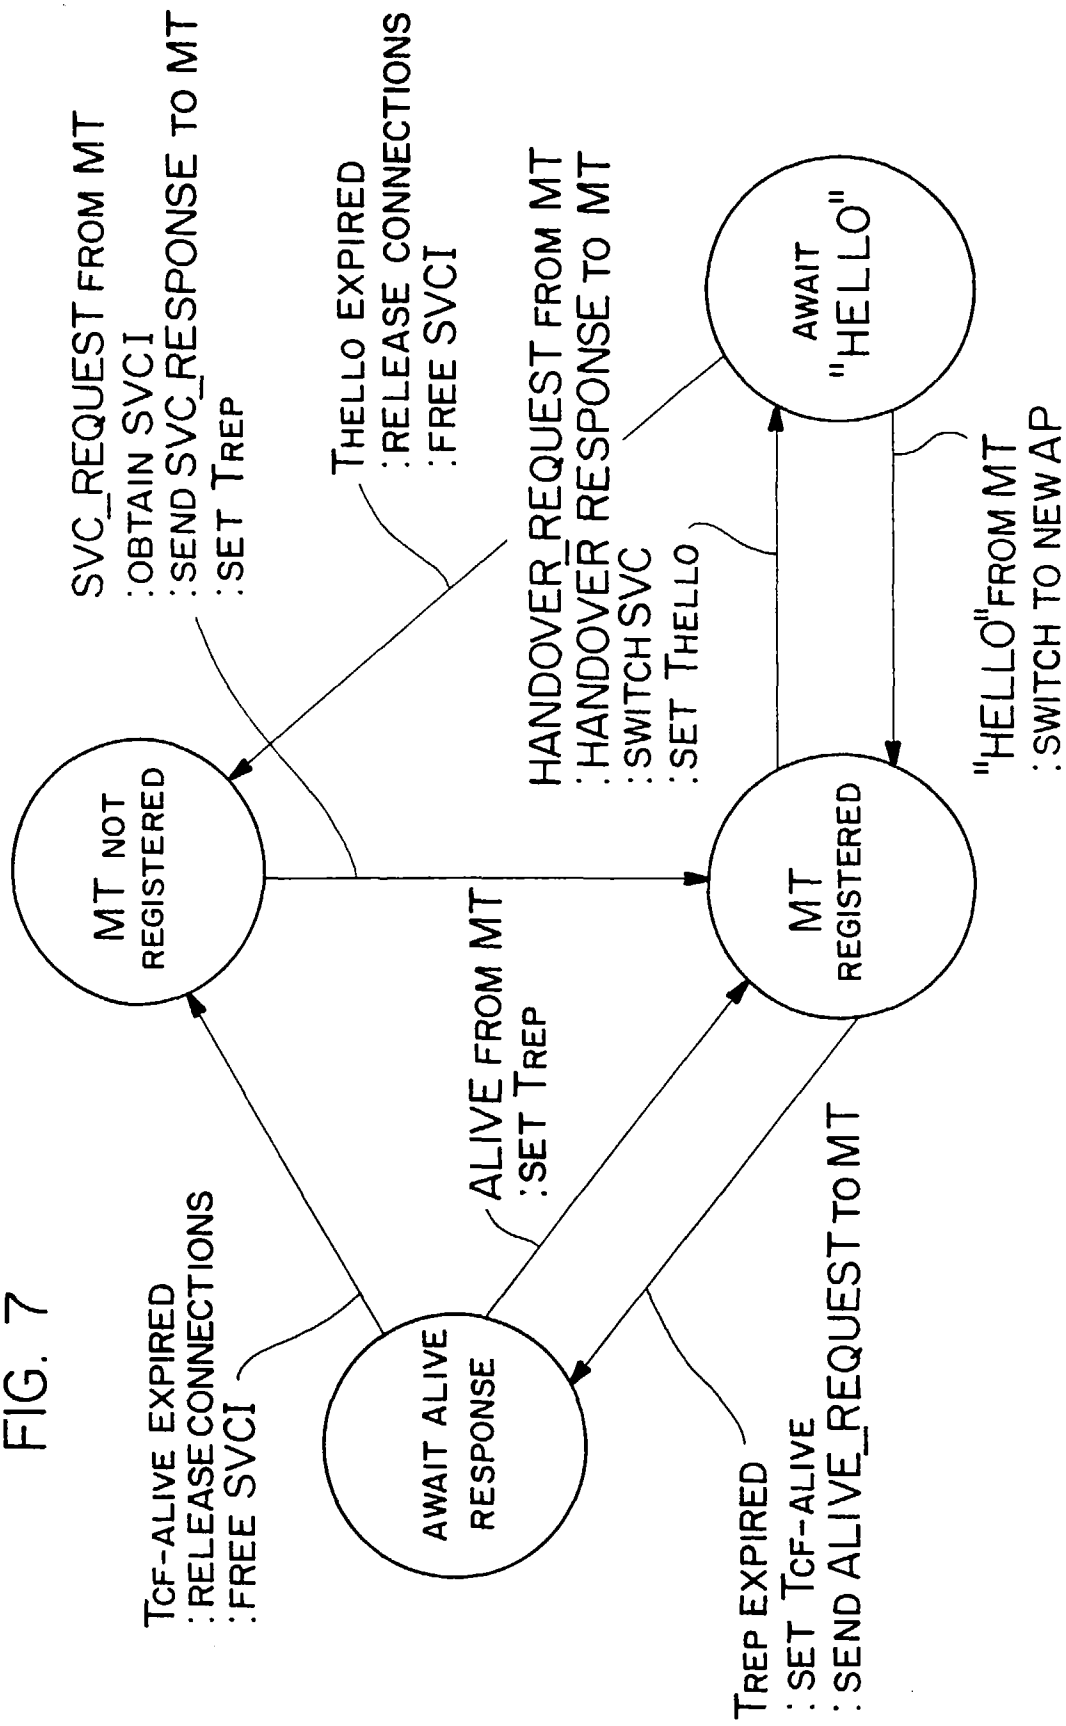 FIG. 7
TCF-ALIVE EXPIRED
:RELEASE CONNECTIONS
:FREE SVCI
MT NOT
REGISTERED
SVC_REQUEST FROM MT
:OBTAIN SVCI
:SEND SVC_RESPONSE TO MT
:SET TREP
THELLO EXPIRED
:RELEASE CONNECTIONS
:FREE SVCI
AWAIT ALIVE
RESPONSE
ALIVE FROM MT
:SET TREP
HANDOVER_REQUEST FROM MT
:HANDOVER RESPONSE TO MT
:SWITCH SVC
:SET THELLO
TREP EXPIRED
:SET TCF-ALIVE
:SEND ALIVE_REQUEST TO MT
MT
REGISTERED
AWAIT
"HELLO"
"HELLO" FROM MT
:SWITCH TO NEW AP